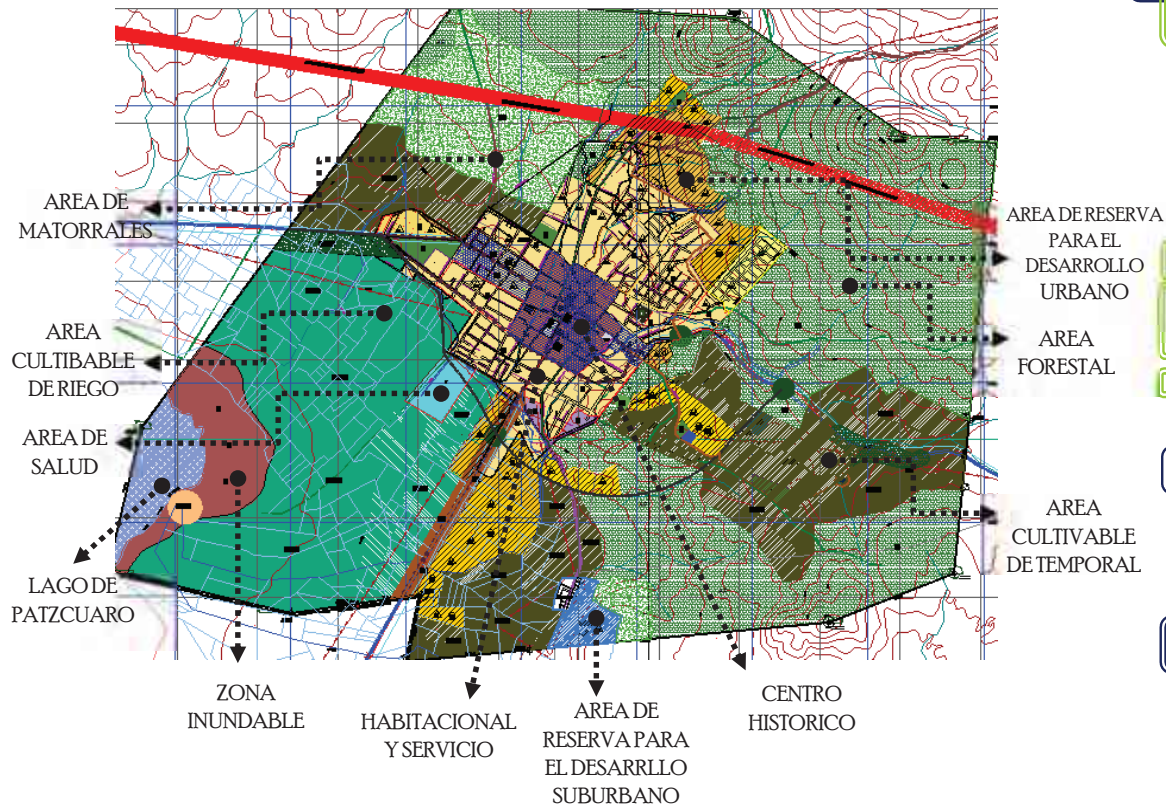 AREA DE
MATORRALES
AREA
CULTIBABLE
DE RIEGO
AREA DE
SALUD
LAGO DE
PATZCUARO
ZONA
INUNDABLE
HABITACIONAL
Y SERVICIO
AREA DE
RESERVA PARA
EL DESARRLLO
SUBURBANO
CENTRO
HISTORICO
AREA DE RESERVA
PARA EL
DESARROLLO
URBANO
AREA
FORESTAL
AREA
CULTIVABLE
DE TEMPORAL